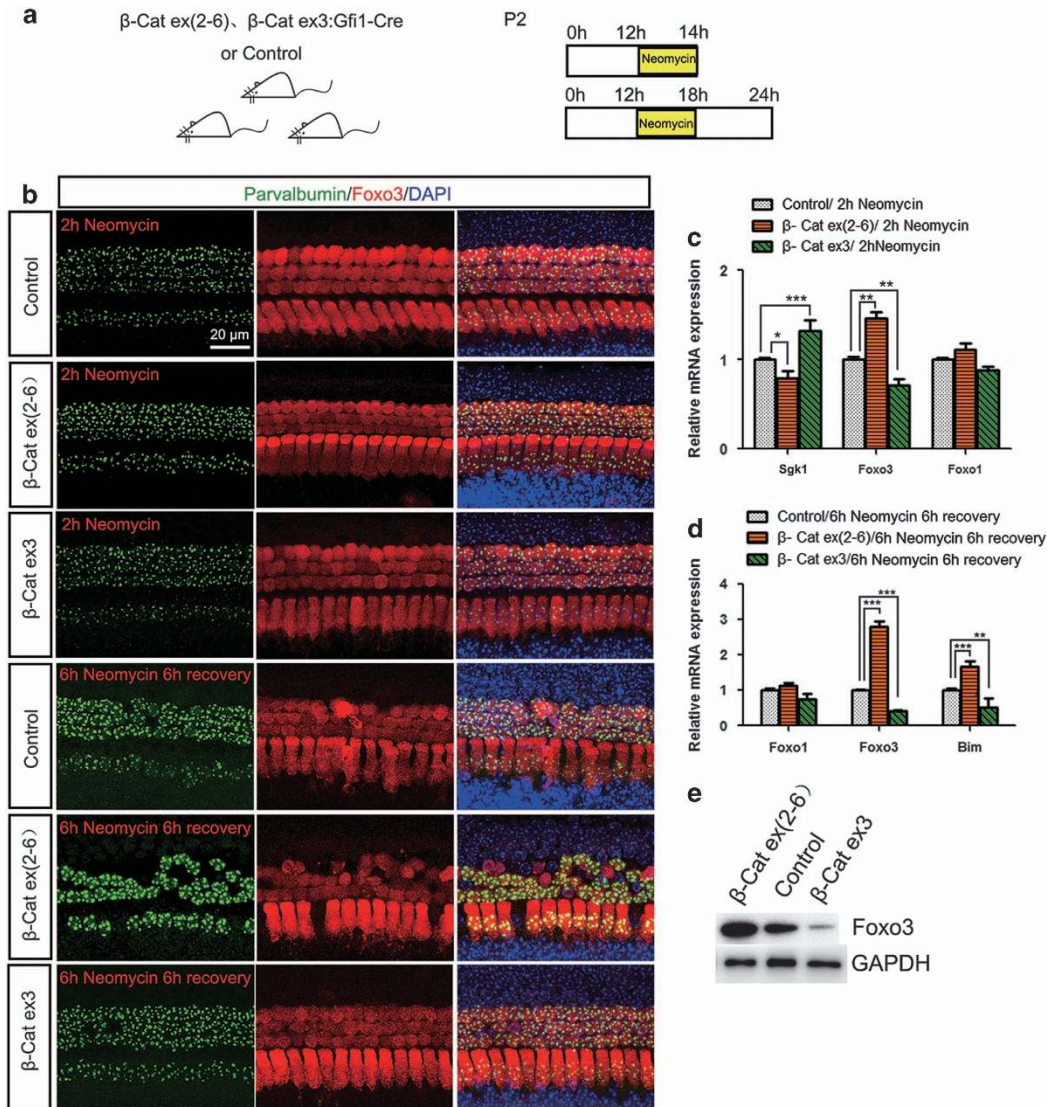 a
β-Cat ex(2-6)、β-Cat ex3:Gfi1-Cre
or Control
P2
0h 12h 14h
Neomycin
0h 12h 18h 24h
Neomycin
b
Parvalbumin/Foxo3/DAPI
Control
2h Neomycin
20 µm
β-Cat ex(2-6)
2h Neomycin
β-Cat ex3
2h Neomycin
Control
6h Neomycin 6h recovery
β-Cat ex(2-6)
6h Neomycin 6h recovery
β-Cat ex3
6h Neomycin 6h recovery
c
Control/ 2h Neomycin
β- Cat ex(2-6)/ 2h Neomycin
β- Cat ex3/ 2hNeomycin
Relative mRNA expression
2
1
0
*
***
**
**
Sgk1 Foxo3 Foxo1
d
Control/6h Neomycin 6h recovery
β- Cat ex(2-6)/6h Neomycin 6h recovery
β- Cat ex3/6h Neomycin 6h recovery
Relative mRNA expression
4
3
2
1
0
***
***
**
***
Foxo1 Foxo3 Bim
e
β-Cat ex(2-6)
Control
β-Cat ex3
Foxo3
GAPDH